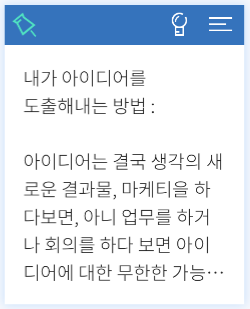 내가 아이디어를
도출해내는 방법 :
아이디어는 결국 생각의 새
로운 결과물, 마케티을 하
다보면, 아니 업무를 하거
나 회의를 하다 보면 아이
디어에 대한 무한한 가능…